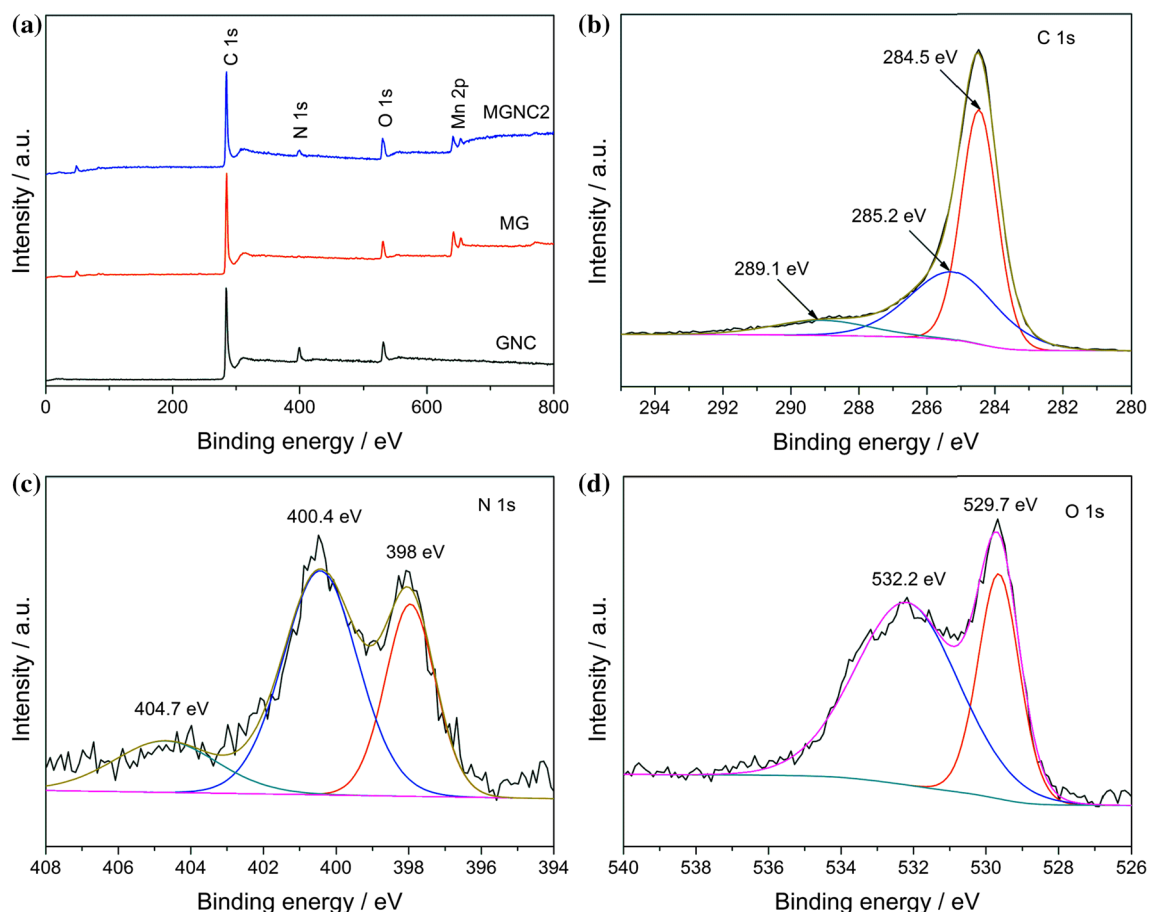 (a)
C 1s
N 1s
O 1s
Mn 2p
MGNC2
MG
GNC
Intensity / a.u.
0 200 400 600 800
Binding energy / eV
(b)
C 1s
284.5 eV
285.2 eV
289.1 eV
Intensity / a.u.
294 292 290 288 286 284 282 280
Binding energy / eV
(c)
N 1s
400.4 eV
398 eV
404.7 eV
Intensity / a.u.
408 406 404 402 400 398 396 394
Binding energy / eV
(d)
529.7 eV
O 1s
532.2 eV
Intensity / a.u.
540 538 536 534 532 530 528 526
Binding energy / eV